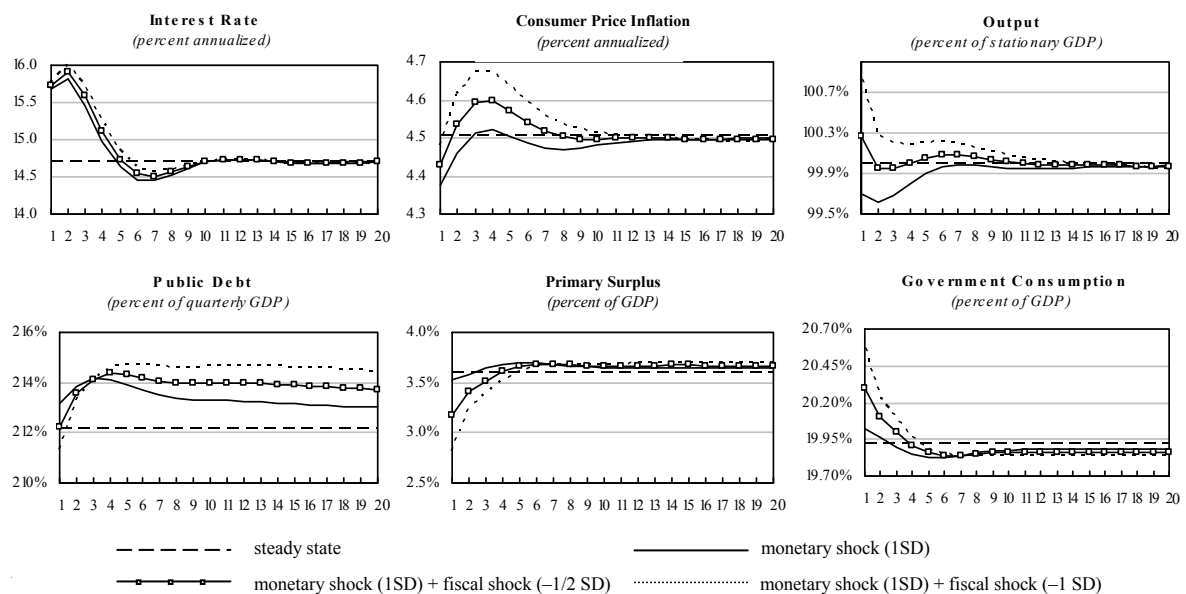 Interest Rate
(percent annualized)
16.0
15.5
15.0
14.5
14.0
1 2 3 4 5 6 7 8 9 10 11 12 13 14 15 16 17 18 19 20
Consumer Price Inflation
(percent annualized)
4.7
4.6
4.5
4.4
4.3
1 2 3 4 5 6 7 8 9 10 11 12 13 14 15 16 17 18 19 20
Output
(percent of stationary GDP)
100.7%
100.3%
99.9%
99.5%
1 2 3 4 5 6 7 8 9 10 11 12 13 14 15 16 17 18 19 20
Public Debt
(percent of quarterly GDP)
216%
214%
212%
210%
1 2 3 4 5 6 7 8 9 10 11 12 13 14 15 16 17 18 19 20
Primary Surplus
(percent of GDP)
4.0%
3.5%
3.0%
2.5%
1 2 3 4 5 6 7 8 9 10 11 12 13 14 15 16 17 18 19 20
Government Consumption
(percent of GDP)
20.70%
20.45%
20.20%
19.95%
19.70%
1 2 3 4 5 6 7 8 9 10 11 12 13 14 15 16 17 18 19 20
steady state
monetary shock (1SD)
monetary shock (1SD) + fiscal shock (–1/2 SD)
monetary shock (1SD) + fiscal shock (–1 SD)